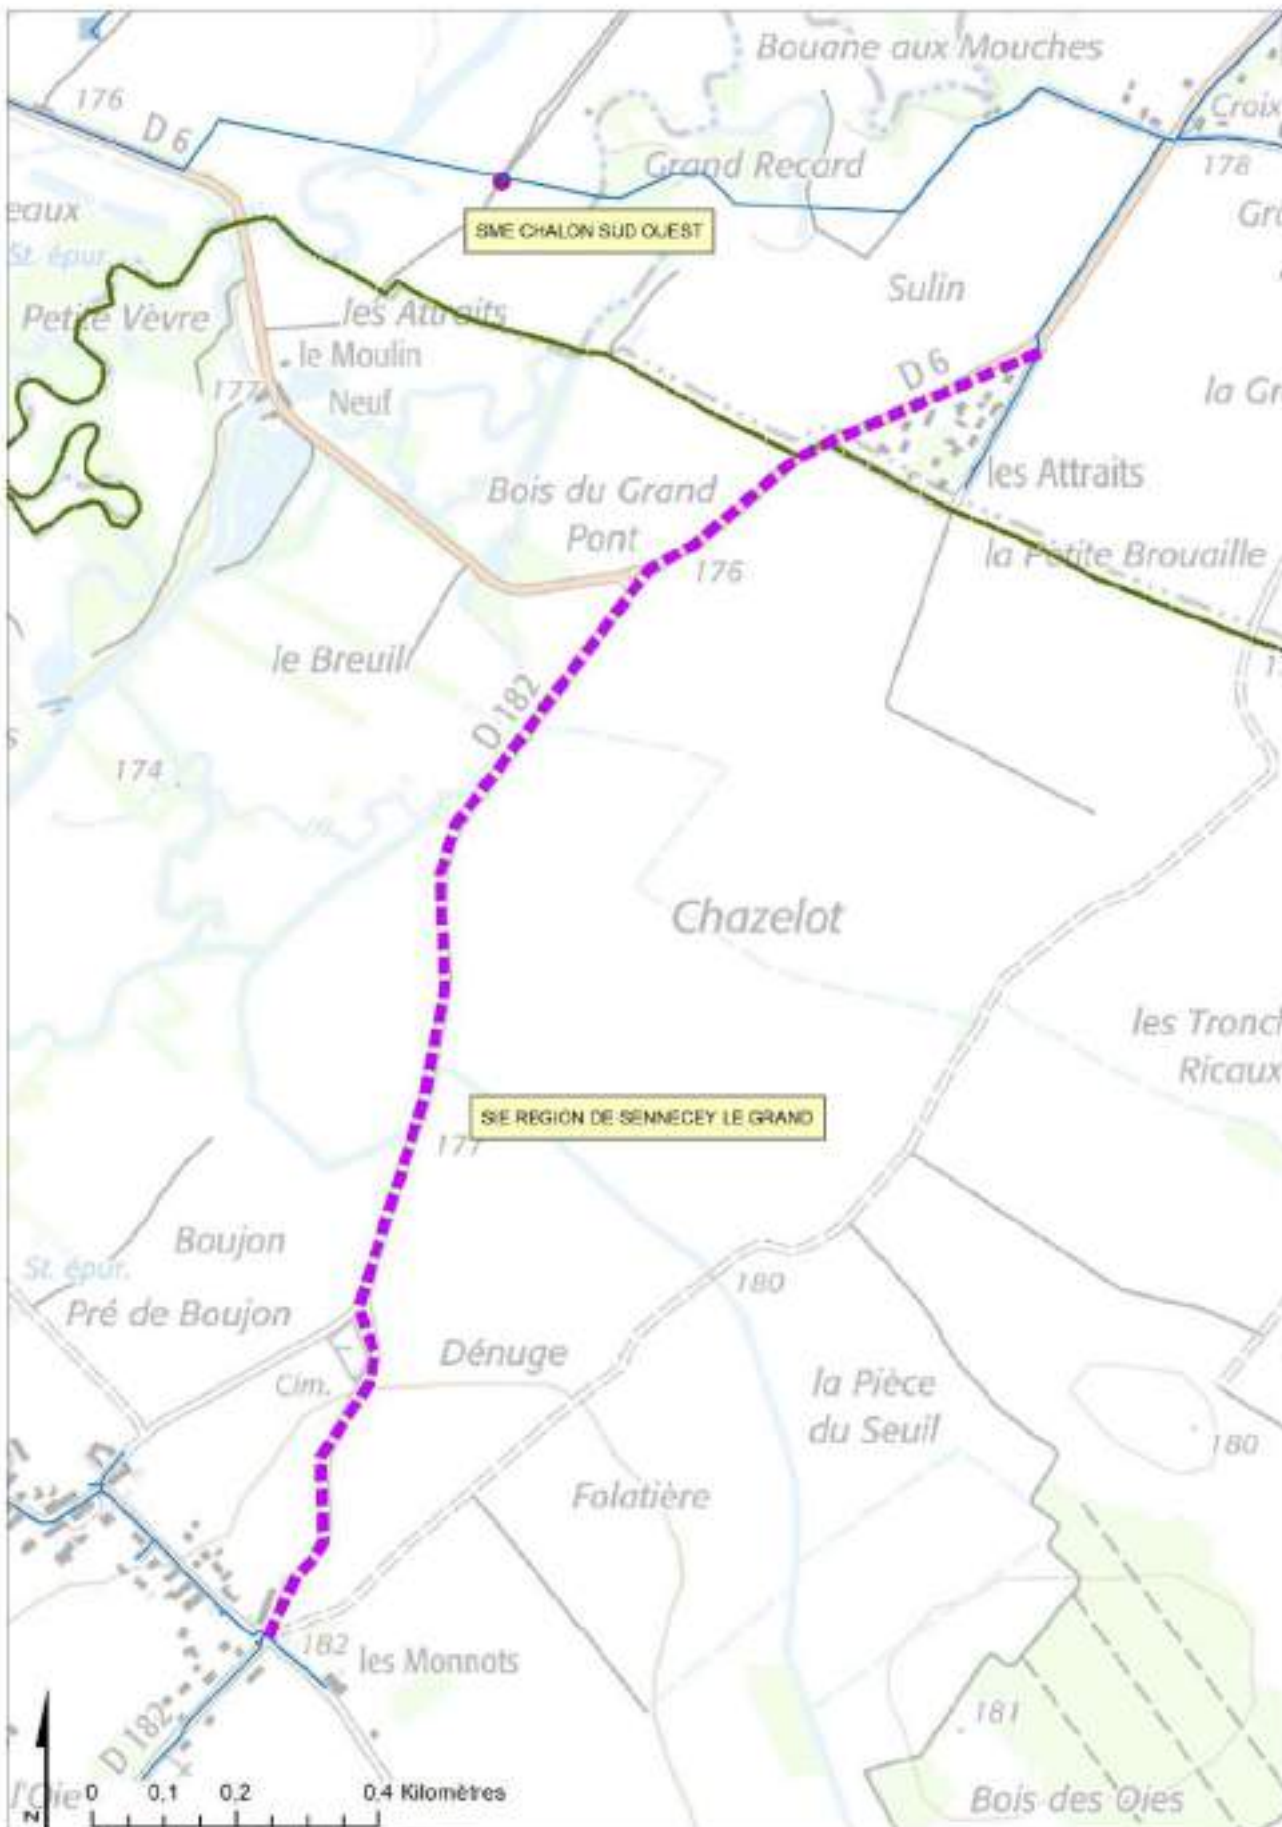 Bouane aux Mouches
176
D 6
Croix
Grand Recard
178
eaux
SME CHALON SUD OUEST
St. épur.
Sulin
Petite Vèvre
les Attraits
le Moulin
Neuf
177
D 6
la Gr
les Attraits
Bois du Grand
Pont
176
la Petite Brouaille
le Breuil
D 182
174
Chazelot
les Tronch
Ricaux
SIE REGION DE SENNECEY LE GRAND
177
Boujon
St. épur.
Pré de Boujon
180
Dénuge
Cim.
la Pièce
du Seuil
180
Folatière
182
les Monnots
D 182
181
l'Oie
N
0 0.1 0.2 0.4 Kilomètres
Bois des Oies